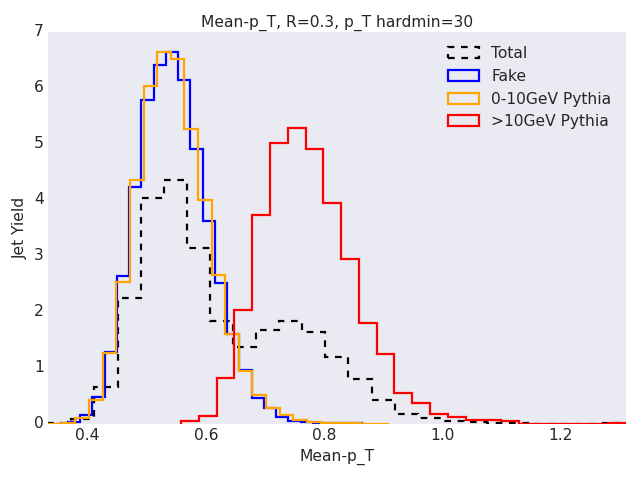 Mean-p_T, R=0.3, p_T hardmin=30
7
6
5
4
3
2
1
0
Jet Yield
Total
Fake
0-10GeV Pythia
>10GeV Pythia
0.4 0.6 0.8 1.0 1.2
Mean-p_T